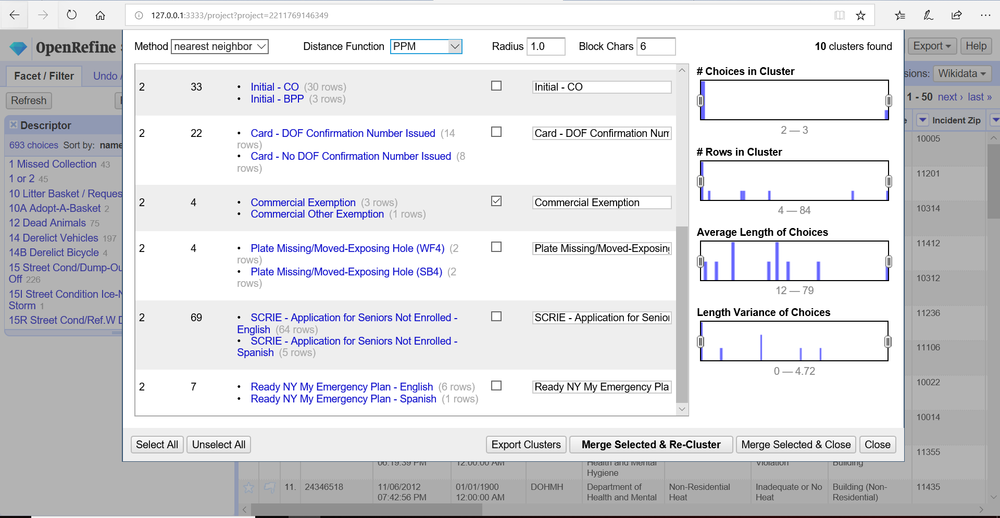 127.0.0.1:3333/project?project=2211769146349
Method nearest neighbor Distance Function PPM Radius 1.0 Block Chars 6 10 clusters found
OpenRefine
Export Help
Facet / Filter Undo /
Wikidata
Refresh
1 - 50 next › last »
Descriptor
Incident Zip
693 choices Sort by: name
1 Missed Collection 43
1 or 2 45
10 Litter Basket / Reques
10A Adopt-A-Basket 2
12 Dead Animals 75
14 Derelict Vehicles 197
14B Derelict Bicycle 4
15 Street Cond/Dump-Ou
Off 226
15I Street Condition Ice-
Storm 1
15R Street Cond/Ref.W
2 33 • Initial - CO (30 rows) Initial - CO
• Initial - BPP (3 rows)
2 22 • Card - DOF Confirmation Number Issued (14 Card - DOF Confirmation Num
rows)
• Card - No DOF Confirmation Number Issued (8
rows)
2 4 • Commercial Exemption (3 rows) Commercial Exemption
• Commercial Other Exemption (1 rows)
2 4 • Plate Missing/Moved-Exposing Hole (WF4) (2 Plate Missing/Moved-Exposing
rows)
• Plate Missing/Moved-Exposing Hole (SB4) (2
rows)
2 69 • SCRIE - Application for Seniors Not Enrolled - SCRIE - Application for Senior
English (64 rows)
• SCRIE - Application for Seniors Not Enrolled -
Spanish (5 rows)
2 7 • Ready NY My Emergency Plan - English (6 rows) Ready NY My Emergency Pla
• Ready NY My Emergency Plan - Spanish (1 rows)
# Choices in Cluster
2 — 3
# Rows in Cluster
4 — 84
Average Length of Choices
12 — 79
Length Variance of Choices
0 — 4.72
10005
11201
10314
11412
10312
11236
11106
10022
10014
11355
Select All Unselect All Export Clusters Merge Selected & Re-Cluster Merge Selected & Close Close
06:19:39 PM 12:00:00 AM Health and Mental Violation Building
Hygiene
11. 24346518 11/06/2012 01/01/1900 DOHMH Department of Non-Residential Inadequate or No Building (Non- 11435
07:42:56 PM 12:00:00 AM Health and Mental Heat Heat Residential)